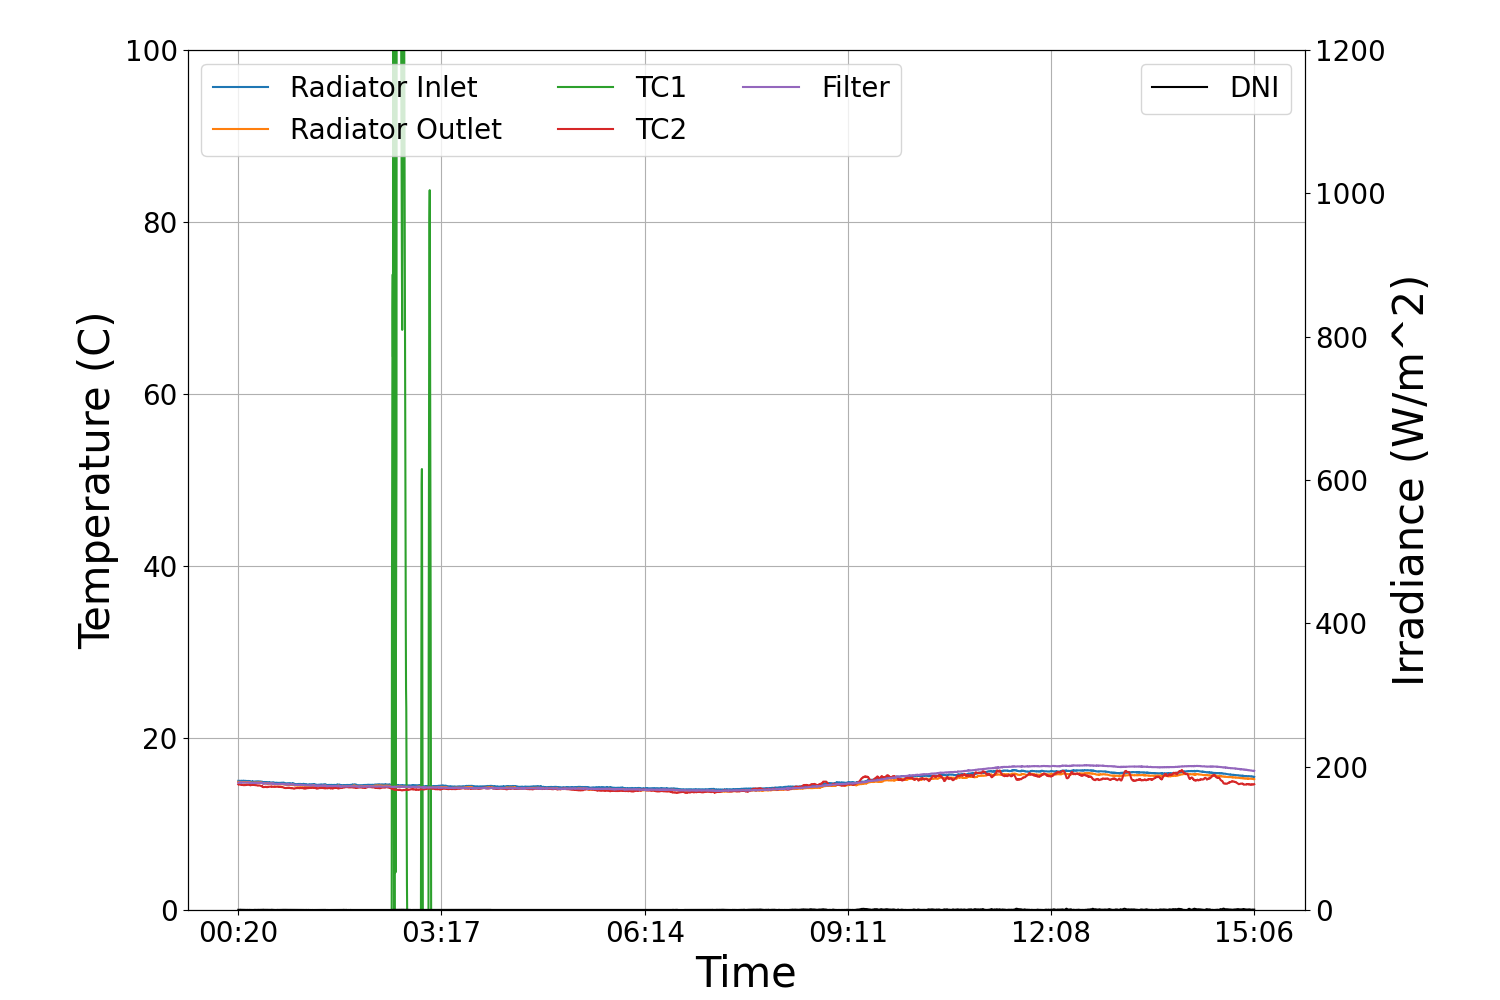 100
80
60
40
20
0
Temperature (C)
Radiator Inlet
Radiator Outlet
TC1
TC2
Filter
DNI
1200
1000
800
600
400
200
0
Irradiance (W/m^2)
00:20 03:17 06:14 09:11 12:08 15:06
Time